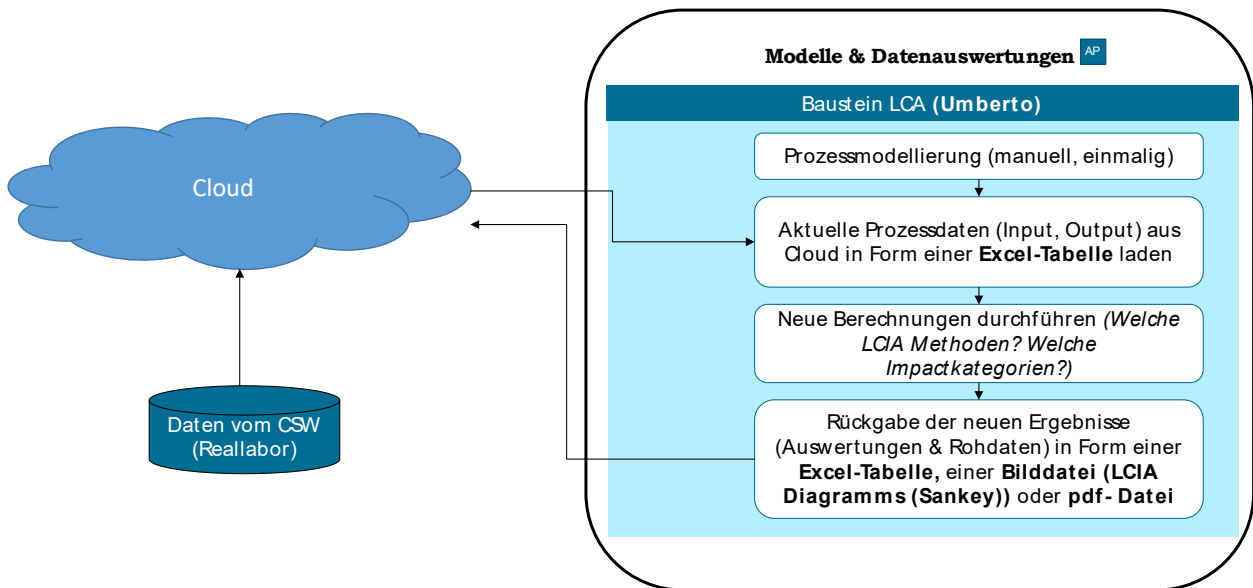 Modelle & Datenauswertungen AP
Baustein LCA (Umberto)
Prozessmodellierung (manuell, einmalig)
Cloud
Aktuelle Prozessdaten (Input, Output) aus
Cloud in Form einer Excel-Tabelle laden
Neue Berechnungen durchführen (Welche
LCIA Methoden? Welche
Impactkategorien?)
Daten vom CSW
(Reallabor)
Rückgabe der neuen Ergebnisse
(Auswertungen & Rohdaten) in Form einer
Excel-Tabelle, einer Bilddatei (LCIA
Diagramms (Sankey)) oder pdf- Datei